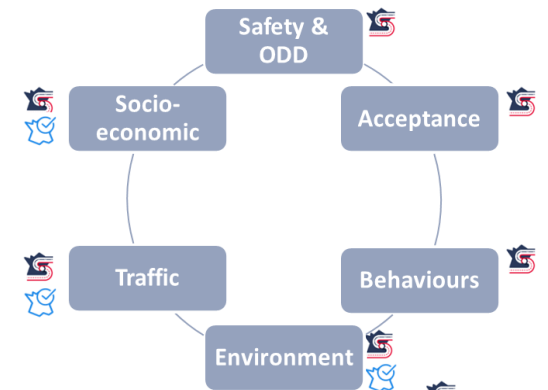 Safety &
ODD
Socio-
economic
Acceptance
Traffic
Behaviours
Environment